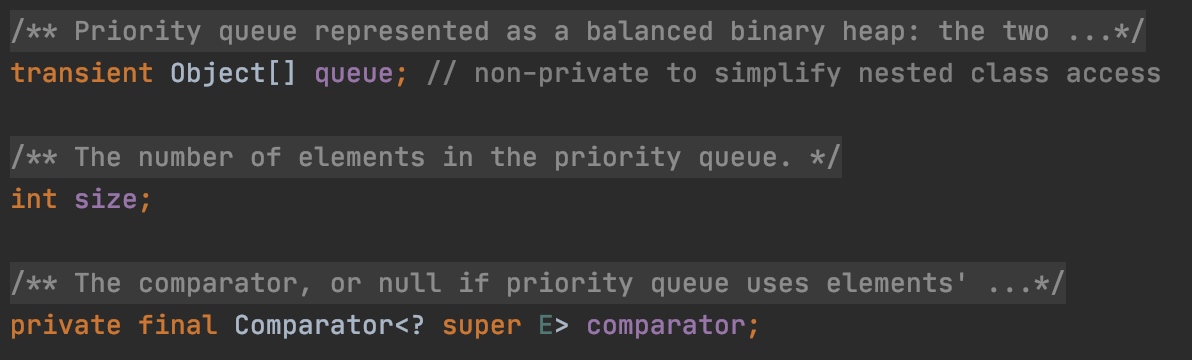 /** Priority queue represented as a balanced binary heap: the two ...*/
transient Object[] queue; // non-private to simplify nested class access
/** The number of elements in the priority queue. */
int size;
/** The comparator, or null if priority queue uses elements' ...*/
private final Comparator<? super E> comparator;